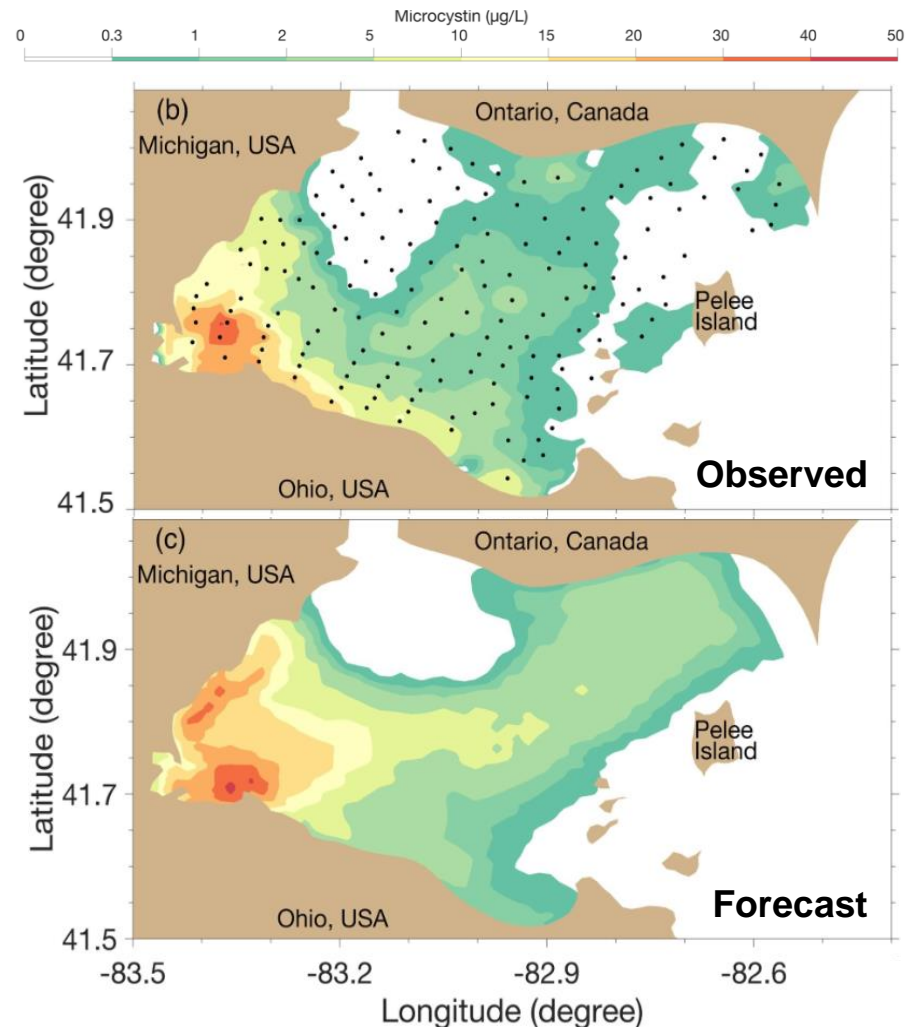 Microcystin (µg/L)
0 0.3 1 2 5 10 15 20 30 40 50
(b)
Ontario, Canada
Michigan, USA
41.9
Latitude (degree)
Pelee
Island
41.7
Observed
Ohio, USA
41.5
(c)
Ontario, Canada
Michigan, USA
41.9
Latitude (degree)
Pelee
Island
41.7
Forecast
Ohio, USA
41.5
-83.5 -83.2 -82.9 -82.6
Longitude (degree)